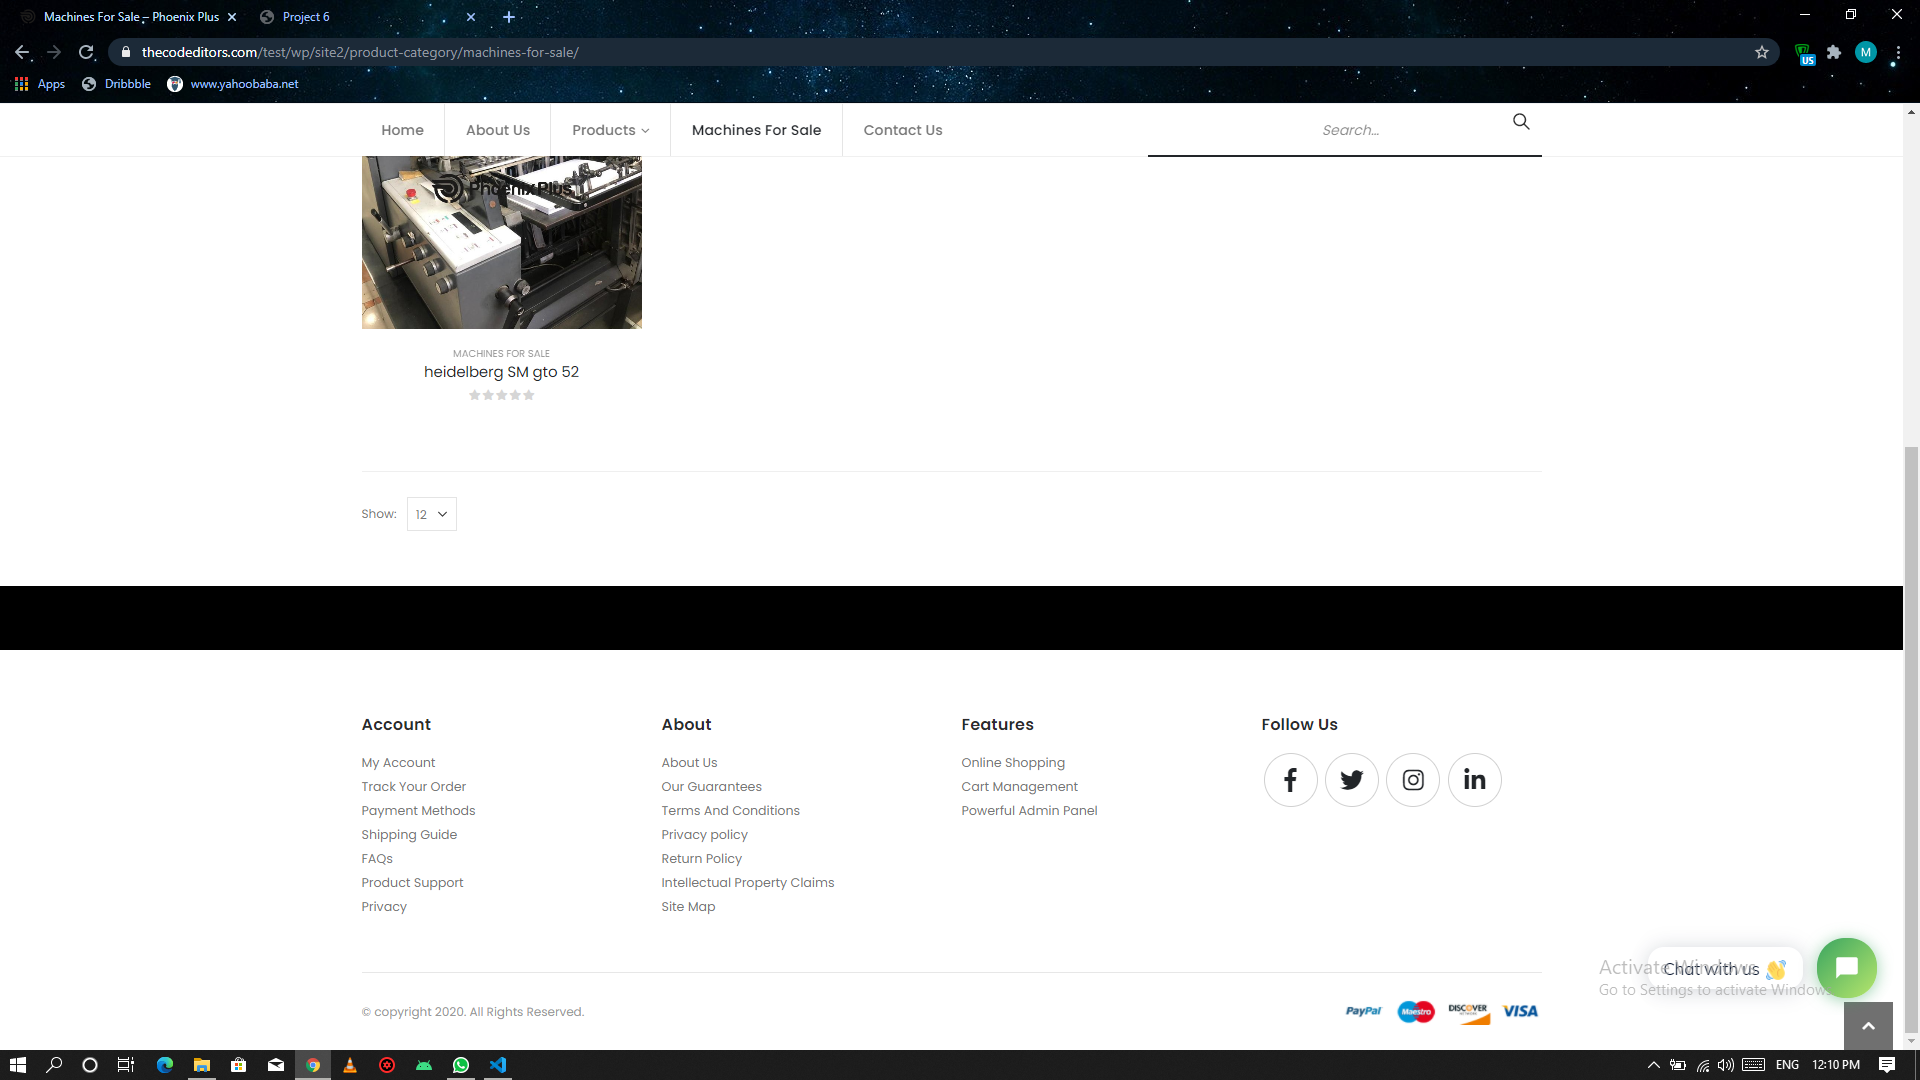 Machines For Sale – Phoenix Plus
Project 6
thecodeditors.com/test/wp/site2/product-category/machines-for-sale/
M
US
Apps
Dribbble
www.yahoobaba.net
Home
About Us
Products
Machines For Sale
Contact Us
Search...
Phoenix Plus
MACHINES FOR SALE
heidelberg SM gto 52
Show:
12
Account
My Account
Track Your Order
Payment Methods
Shipping Guide
FAQs
Product Support
Privacy
About
About Us
Our Guarantees
Terms And Conditions
Privacy policy
Return Policy
Intellectual Property Claims
Site Map
Features
Online Shopping
Cart Management
Powerful Admin Panel
Follow Us
Chat with us
Activate Windows
Go to Settings to activate Windows.
© copyright 2020. All Rights Reserved.
PayPal
Maestro
DISCOVER
VISA
ENG
12:10 PM